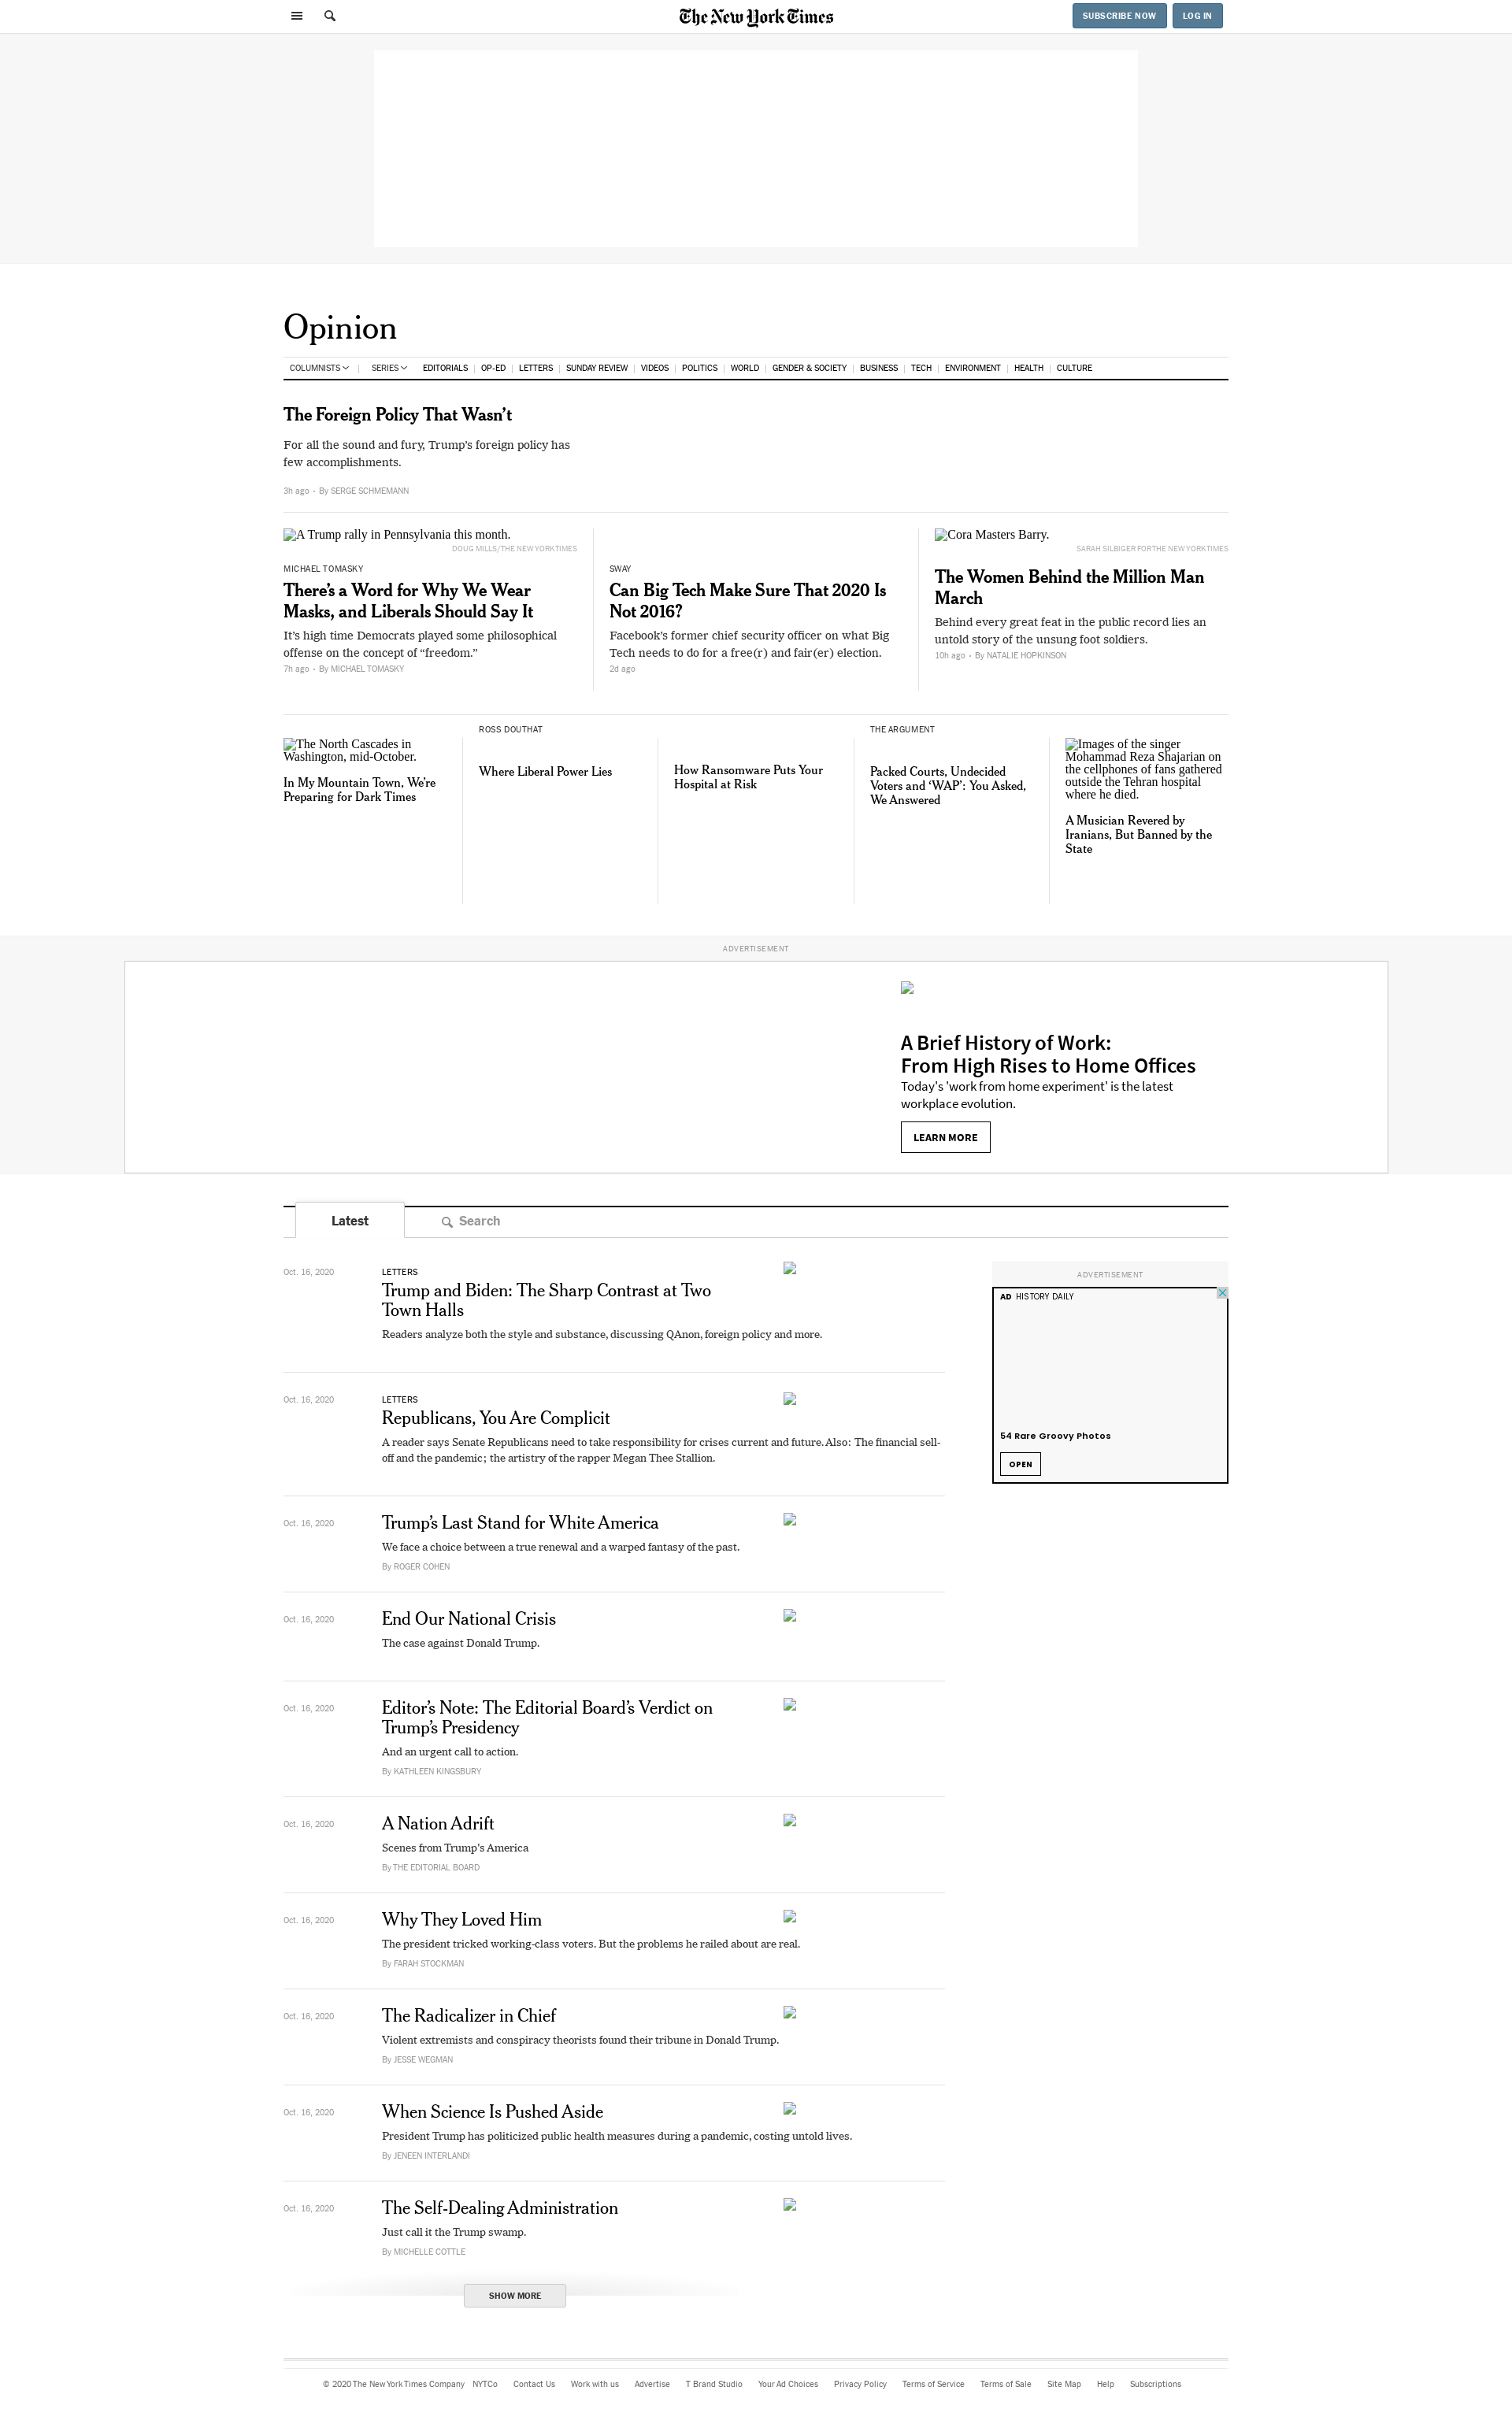 The New York Times
SUBSCRIBE NOW
LOG IN
Opinion
COLUMNISTS
SERIES
EDITORIALS
OP-ED
LETTERS
SUNDAY REVIEW
VIDEOS
POLITICS
WORLD
GENDER & SOCIETY
BUSINESS
TECH
ENVIRONMENT
HEALTH
CULTURE
The Foreign Policy That Wasn’t
For all the sound and fury, Trump’s foreign policy has
few accomplishments.
3h ago • By SERGE SCHMEMANN
A Trump rally in Pennsylvania this month.
DOUG MILLS/THE NEW YORK TIMES
MICHAEL TOMASKY
There’s a Word for Why We Wear
Masks, and Liberals Should Say It
It’s high time Democrats played some philosophical
offense on the concept of “freedom.”
7h ago • By MICHAEL TOMASKY
SWAY
Can Big Tech Make Sure That 2020 Is
Not 2016?
Facebook’s former chief security officer on what Big
Tech needs to do for a free(r) and fair(er) election.
2d ago
Cora Masters Barry.
SARAH SILBIGER FOR THE NEW YORK TIMES
The Women Behind the Million Man
March
Behind every great feat in the public record lies an
untold story of the unsung foot soldiers.
10h ago • By NATALIE HOPKINSON
The North Cascades in
Washington, mid-October.
In My Mountain Town, We’re
Preparing for Dark Times
ROSS DOUTHAT
Where Liberal Power Lies
How Ransomware Puts Your
Hospital at Risk
THE ARGUMENT
Packed Courts, Undecided
Voters and ‘WAP’: You Asked,
We Answered
Images of the singer
Mohammad Reza Shajarian on
the cellphones of fans gathered
outside the Tehran hospital
where he died.
A Musician Revered by
Iranians, But Banned by the
State
ADVERTISEMENT
A Brief History of Work:
From High Rises to Home Offices
Today's 'work from home experiment' is the latest
workplace evolution.
LEARN MORE
Latest
Search
Oct. 16, 2020
LETTERS
Trump and Biden: The Sharp Contrast at Two
Town Halls
Readers analyze both the style and substance, discussing QAnon, foreign policy and more.
Oct. 16, 2020
LETTERS
Republicans, You Are Complicit
A reader says Senate Republicans need to take responsibility for crises current and future. Also: The financial sell-
off and the pandemic; the artistry of the rapper Megan Thee Stallion.
Oct. 16, 2020
Trump’s Last Stand for White America
We face a choice between a true renewal and a warped fantasy of the past.
By ROGER COHEN
Oct. 16, 2020
End Our National Crisis
The case against Donald Trump.
Oct. 16, 2020
Editor’s Note: The Editorial Board’s Verdict on
Trump’s Presidency
And an urgent call to action.
By KATHLEEN KINGSBURY
Oct. 16, 2020
A Nation Adrift
Scenes from Trump’s America
By THE EDITORIAL BOARD
Oct. 16, 2020
Why They Loved Him
The president tricked working-class voters. But the problems he railed about are real.
By FARAH STOCKMAN
Oct. 16, 2020
The Radicalizer in Chief
Violent extremists and conspiracy theorists found their tribune in Donald Trump.
By JESSE WEGMAN
Oct. 16, 2020
When Science Is Pushed Aside
President Trump has politicized public health measures during a pandemic, costing untold lives.
By JENEEN INTERLANDI
Oct. 16, 2020
The Self-Dealing Administration
Just call it the Trump swamp.
By MICHELLE COTTLE
ADVERTISEMENT
AD HISTORY DAILY
54 Rare Groovy Photos
OPEN
SHOW MORE
© 2020 The New York Times Company
NYTCo
Contact Us
Work with us
Advertise
T Brand Studio
Your Ad Choices
Privacy Policy
Terms of Service
Terms of Sale
Site Map
Help
Subscriptions